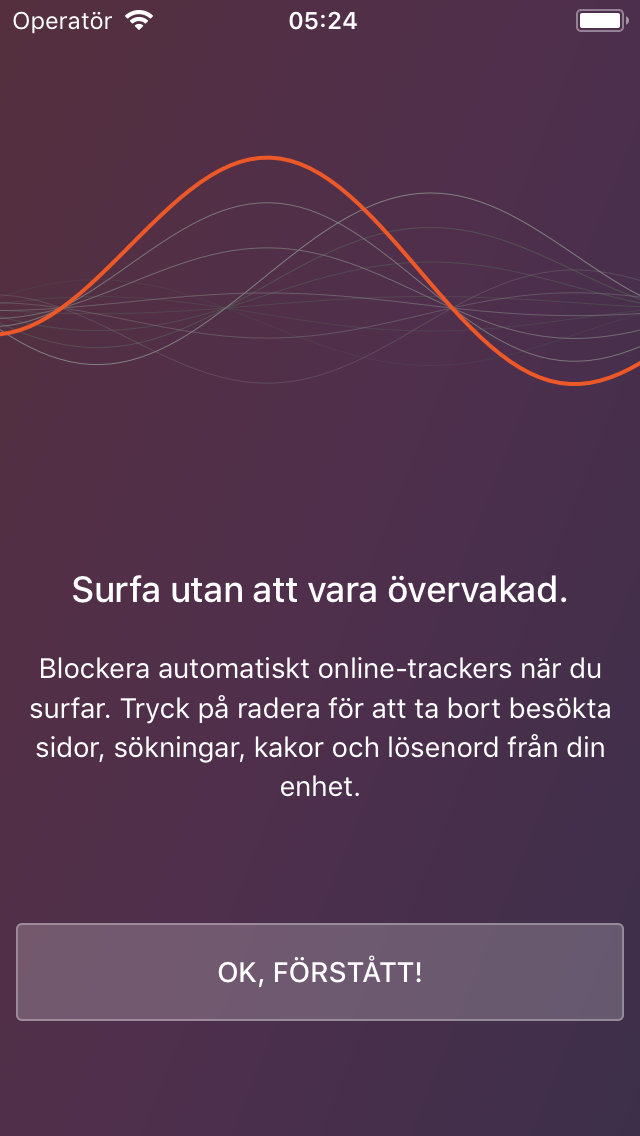 Operatör 05:24
Surfa utan att vara övervakad.
Blockera automatiskt online-trackers när du
surfar. Tryck på radera för att ta bort besökta
sidor, sökningar, kakor och lösenord från din
enhet.
OK, FÖRSTÅTT!